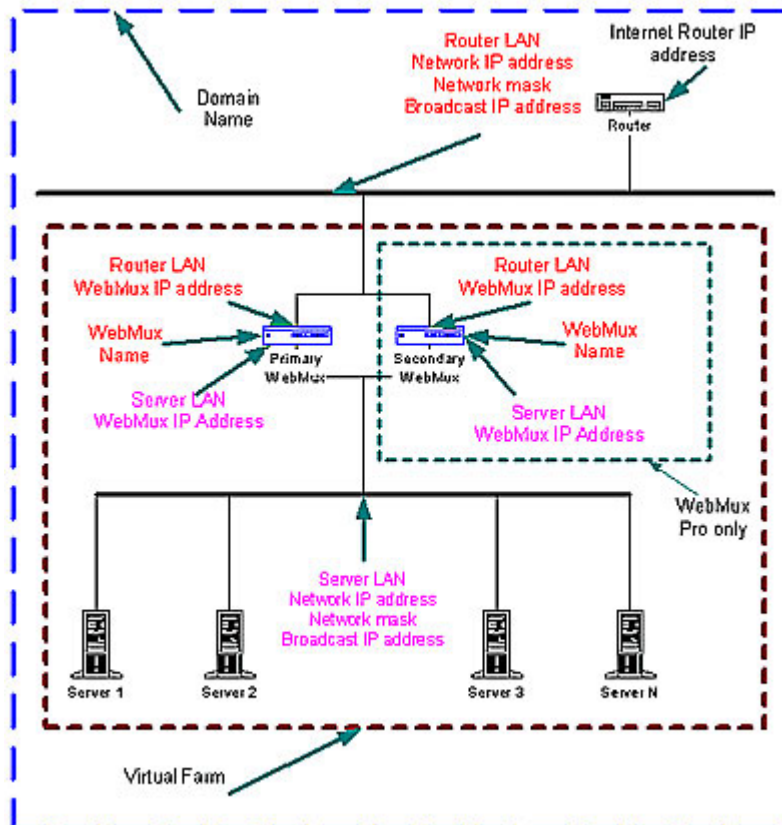 Router LAN
Network IP address
Network mask
Broadcast IP address
Internet Router IP
address
Domain
Name
Router
Router LAN
WebMux IP address
Router LAN
WebMux IP address
WebMux
Name
WebMux
Name
Primary
WebMux
Secondary
WebMux
Server LAN
WebMux IP Address
Server LAN
WebMux IP Address
WebMux
Pro only
Server LAN
Network IP address
Network mask
Broadcast IP address
Server 1
Server 2
Server 3
Server N
Virtual Farm